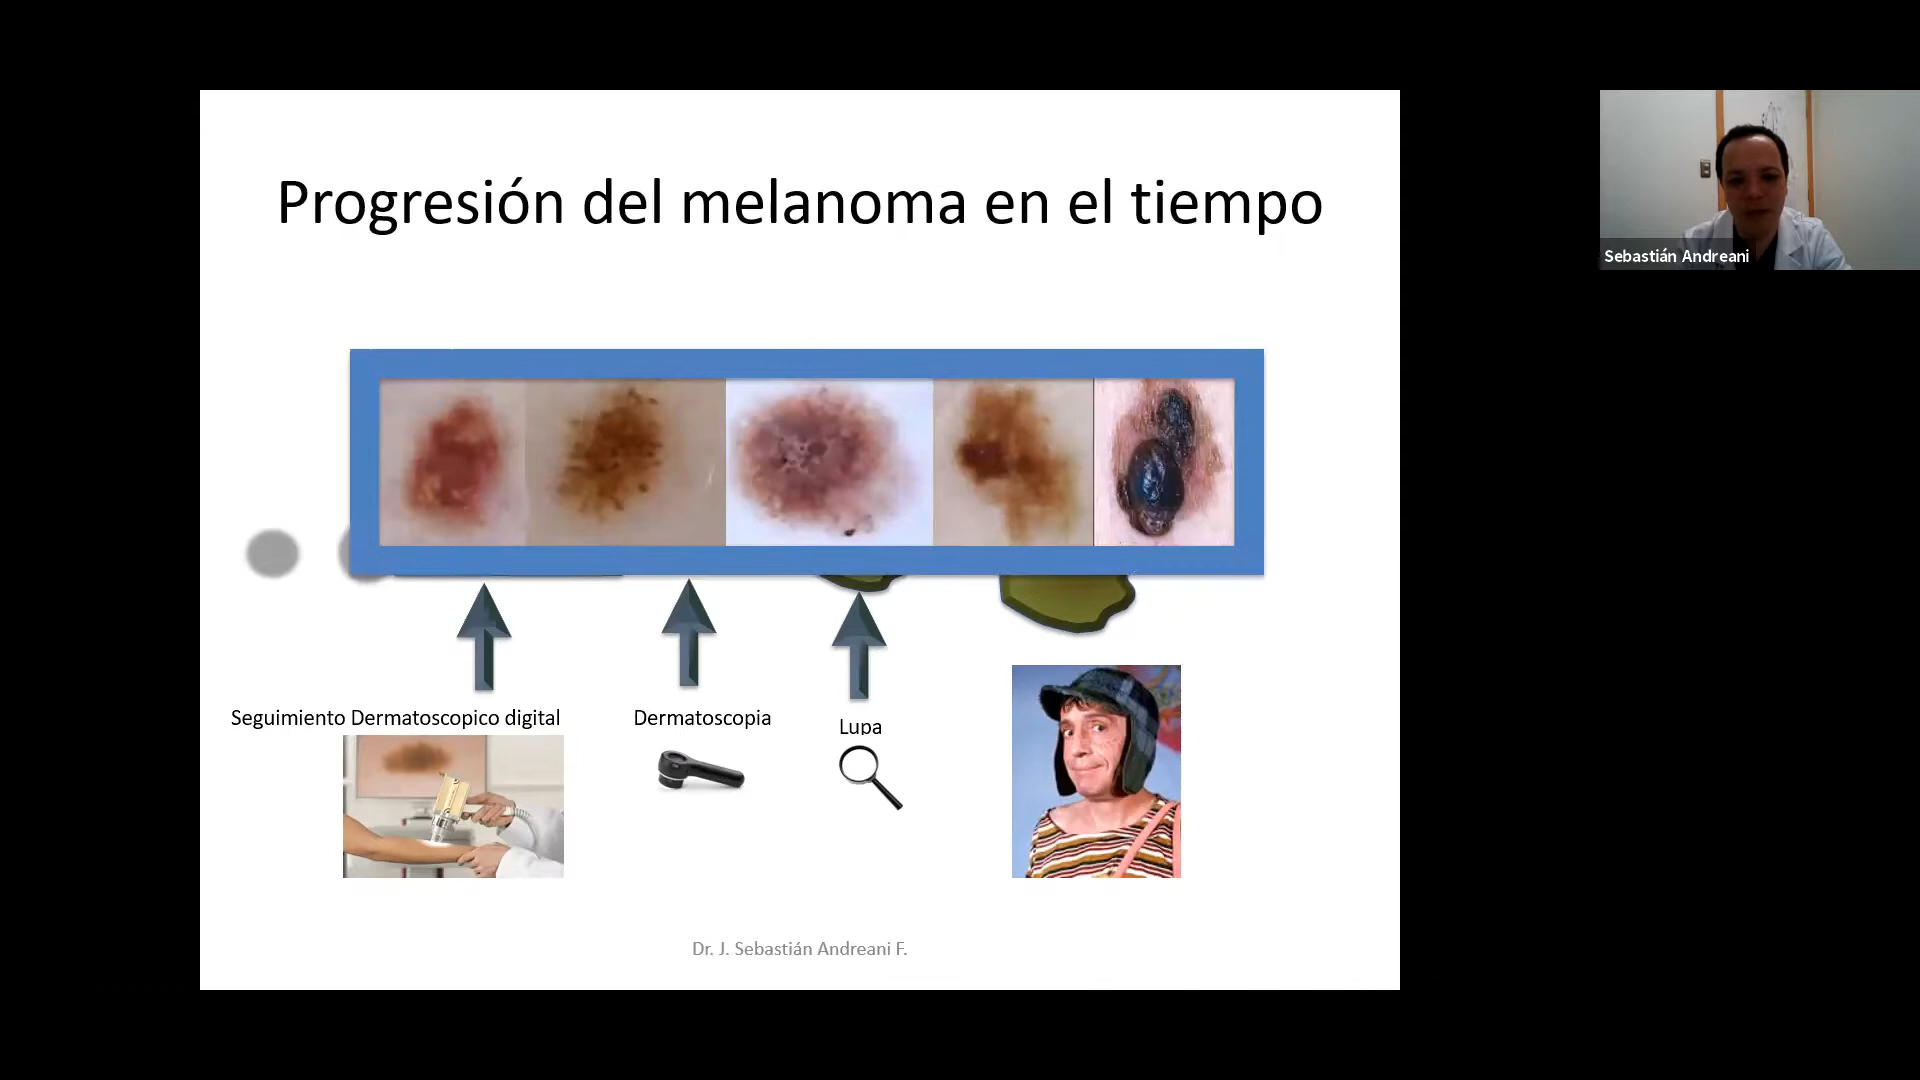 Progresión del melanoma en el tiempo
Sebastián Andreani
Seguimiento Dermatoscopico digital
Dermatoscopia
Lupa
Dr. J. Sebastián Andreani F.